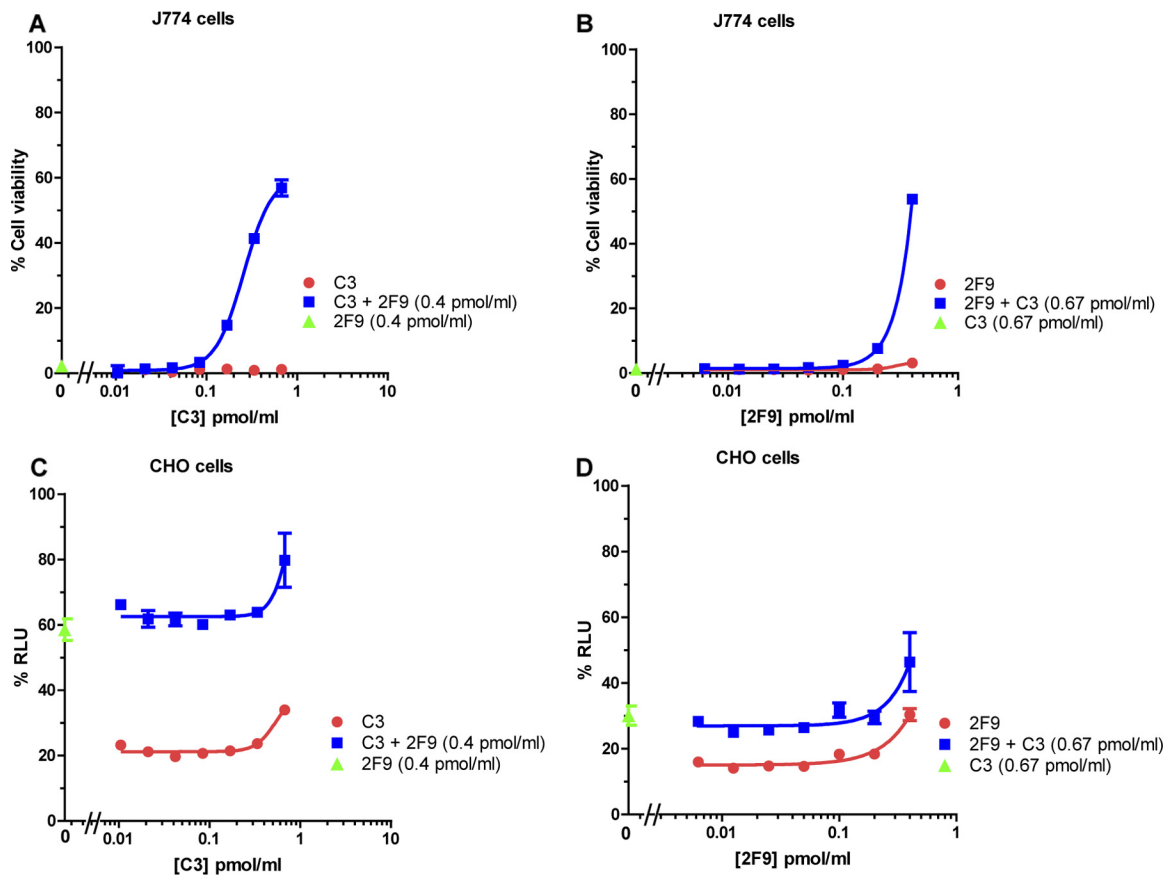 A
J774 cells
100
80
60
40
20
0
% Cell viability
C3
C3 + 2F9 (0.4 pmol/ml)
2F9 (0.4 pmol/ml)
0
0.01
0.1
1
10
[C3] pmol/ml
B
J774 cells
100
80
60
40
20
0
% Cell viability
2F9
2F9 + C3 (0.67 pmol/ml)
C3 (0.67 pmol/ml)
0
0.01
0.1
1
[2F9] pmol/ml
C
CHO cells
100
80
60
40
20
0
% RLU
C3
C3 + 2F9 (0.4 pmol/ml)
2F9 (0.4 pmol/ml)
0
0.01
0.1
1
10
[C3] pmol/ml
D
CHO cells
100
80
60
40
20
0
% RLU
2F9
2F9 + C3 (0.67 pmol/ml)
C3 (0.67 pmol/ml)
0
0.01
0.1
1
[2F9] pmol/ml